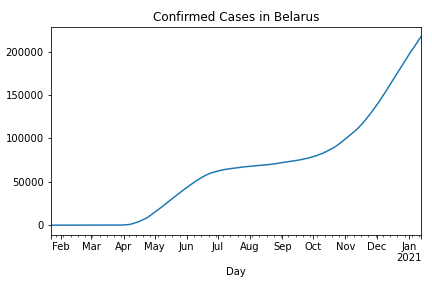 Confirmed Cases in Belarus
200000
150000
100000
50000
0
Feb Mar Apr May Jun Jul Aug Sep Oct Nov Dec Jan
2021
Day